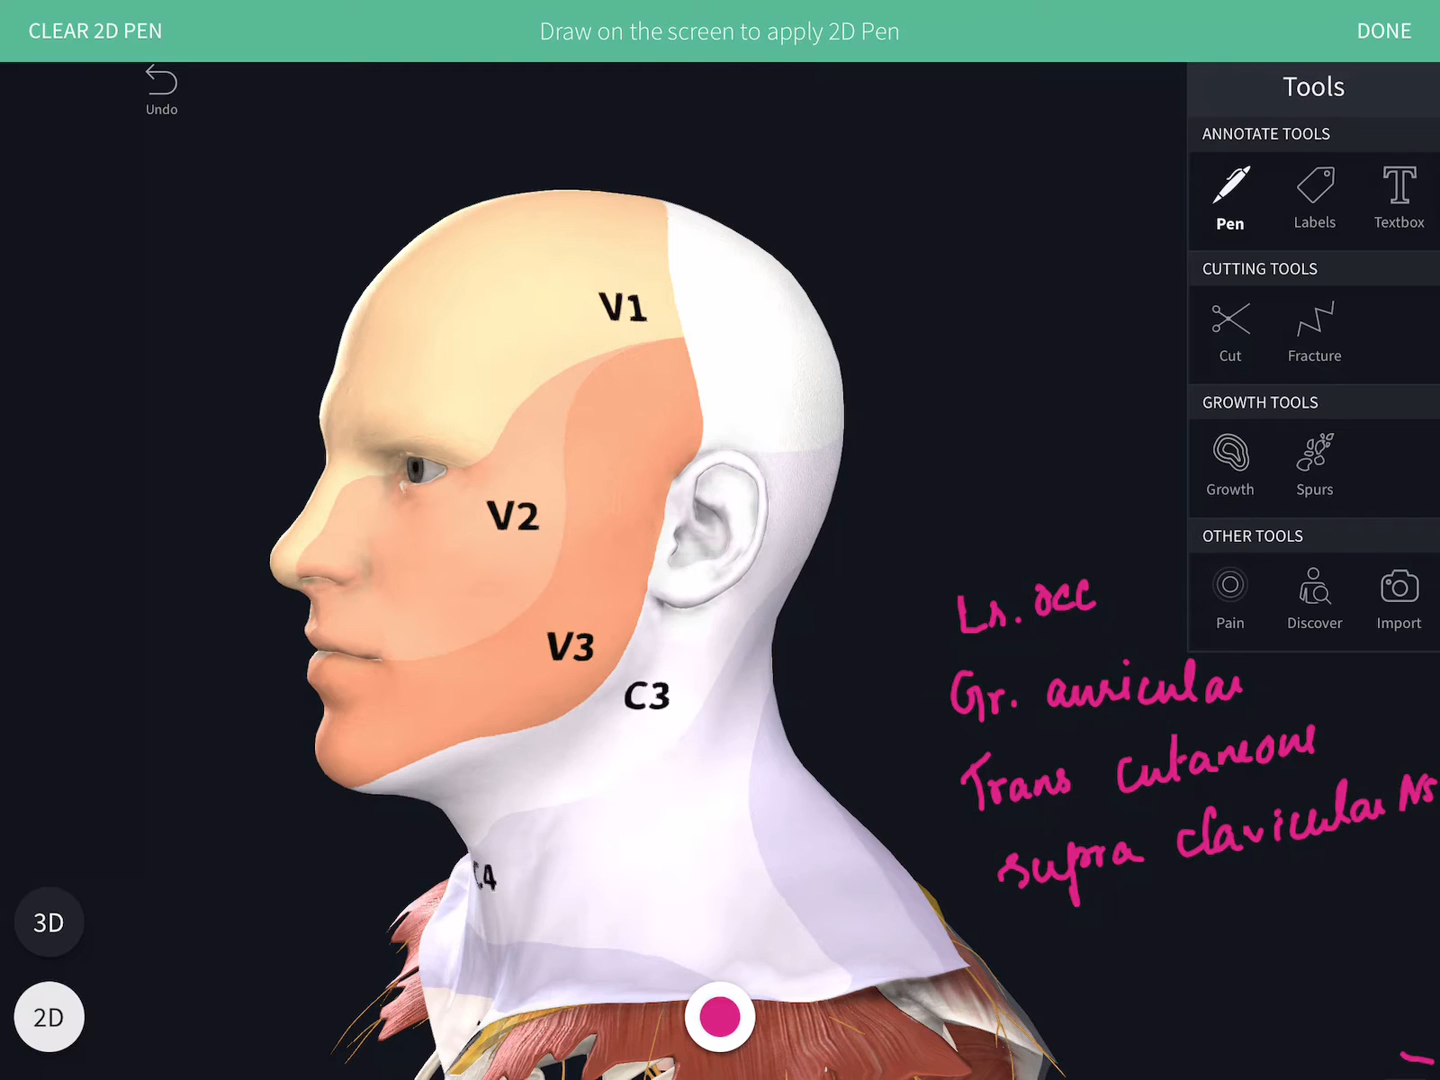 CLEAR 2D PEN
Draw on the screen to apply 2D Pen
DONE
Undo
Tools
ANNOTATE TOOLS
Pen Labels Textbox
CUTTING TOOLS
Cut Fracture
GROWTH TOOLS
Growth Spurs
OTHER TOOLS
Pain Discover Import
V1
V2
V3
C3
C4
Ls. occ
Gr. auricular
Trans cutaneous
supra clavicular Ns
3D
2D